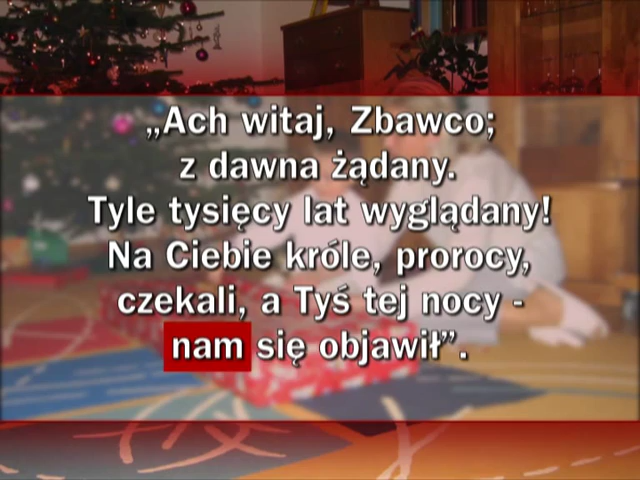 „Ach witaj, Zbawco;
z dawna żądany.
Tyle tysięcy lat wyglądany!
Na Ciebie króle, prorocy,
czekali, a Tyś tej nocy -
nam się objawił”.